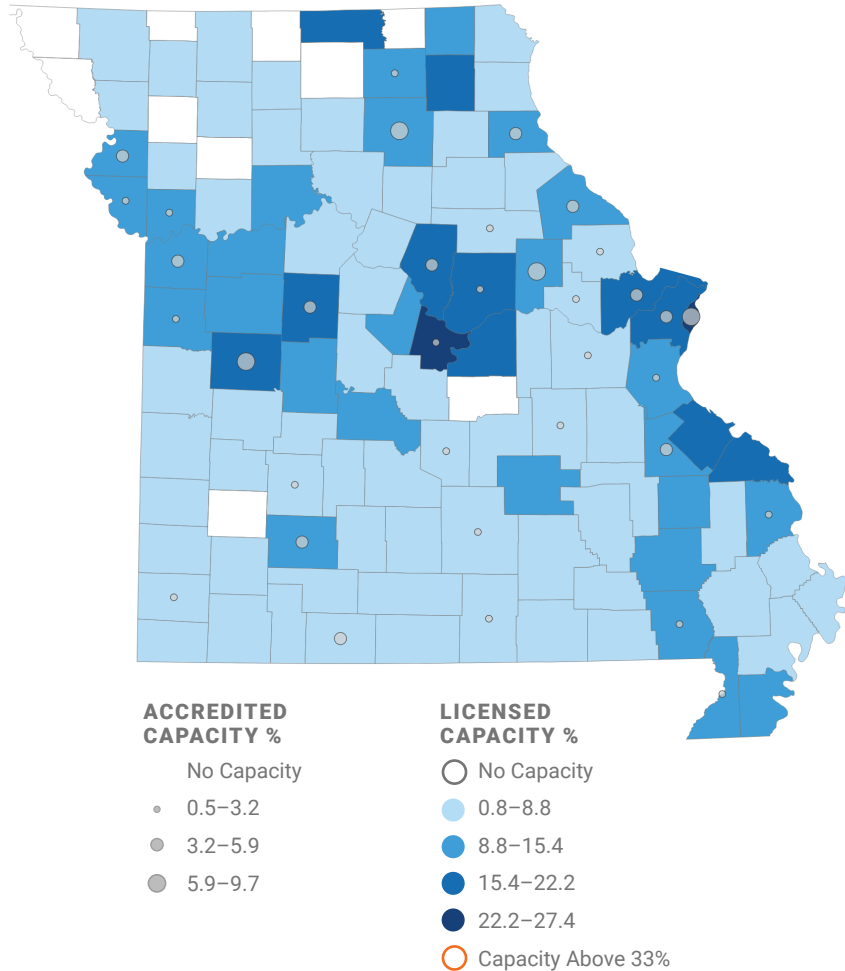 ACCREDITED
CAPACITY %
No Capacity
0.5–3.2
3.2–5.9
5.9–9.7
LICENSED
CAPACITY %
No Capacity
0.8–8.8
8.8–15.4
15.4–22.2
22.2–27.4
Capacity Above 33%